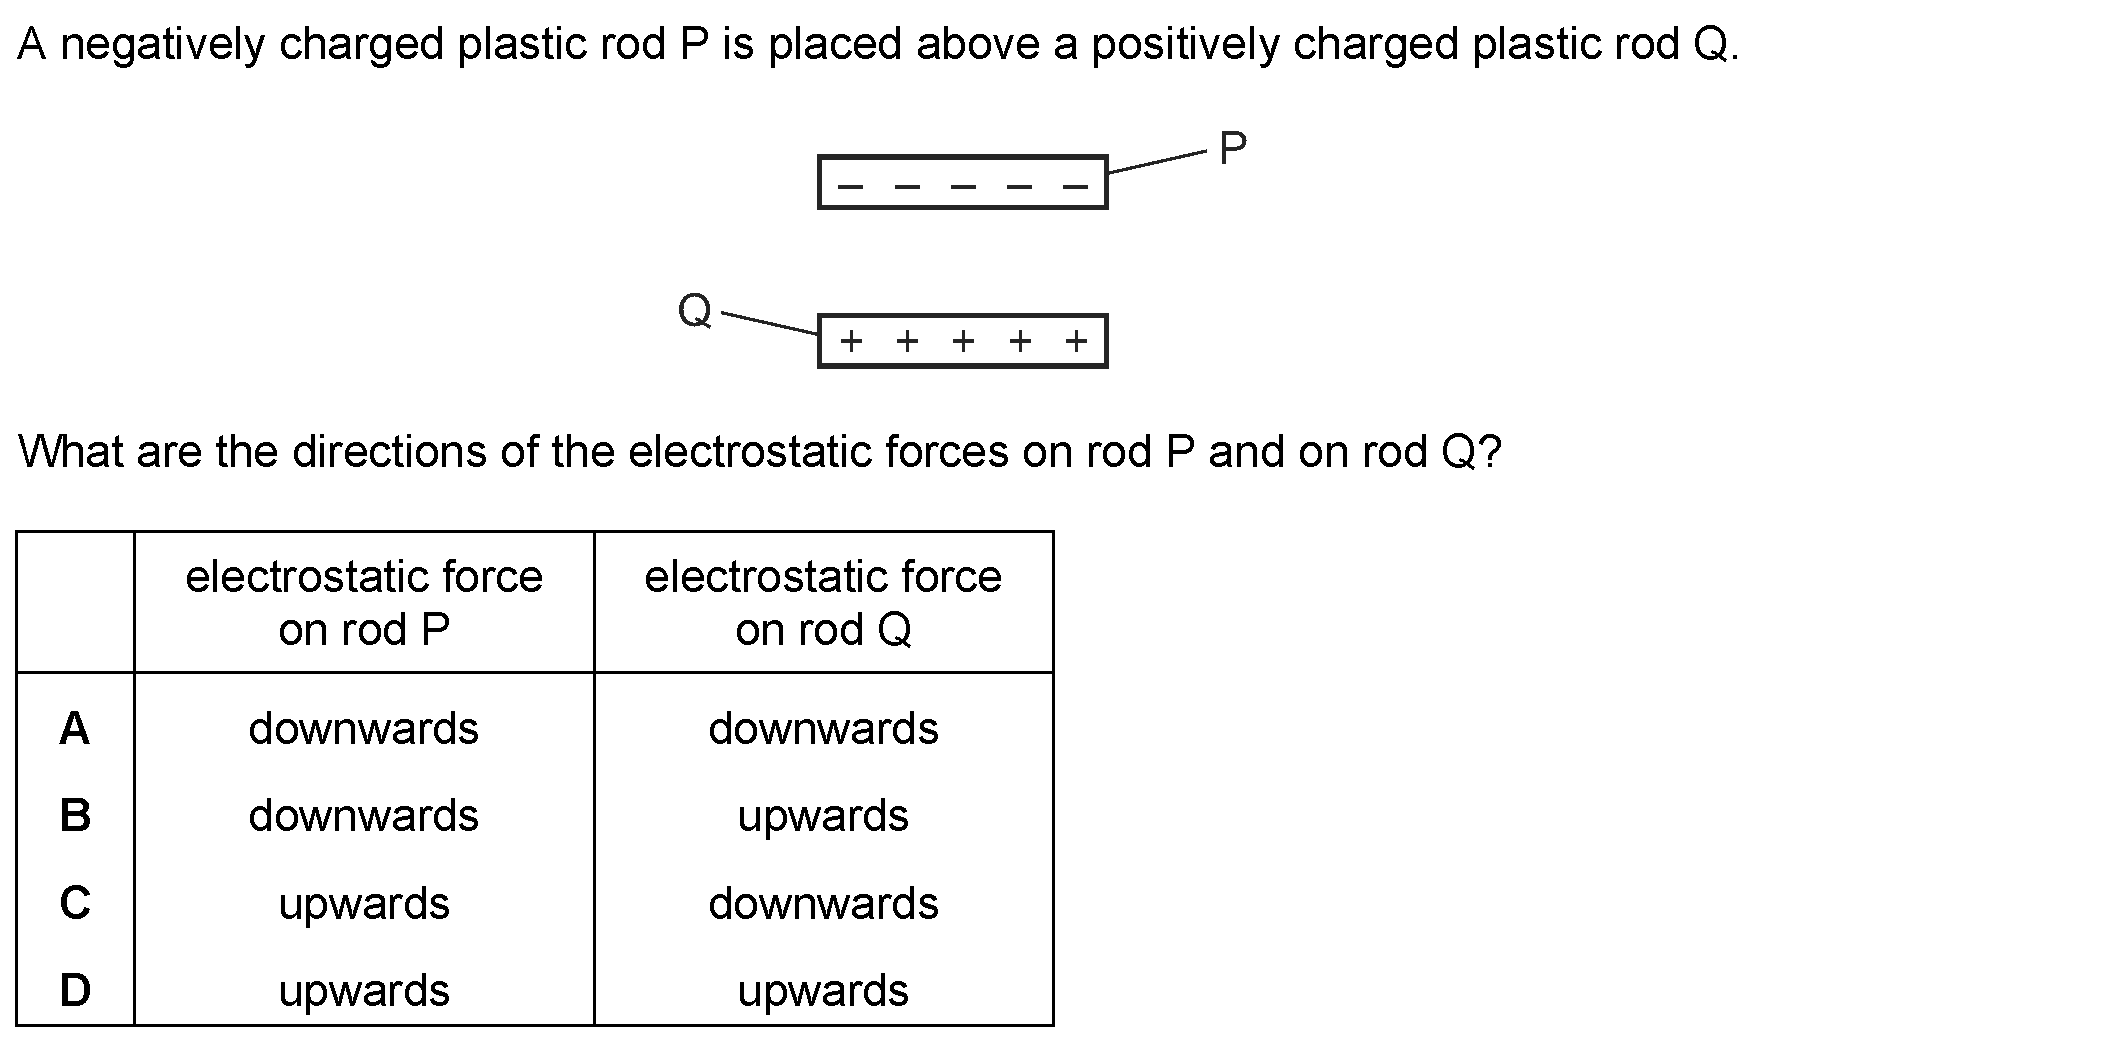 A negatively charged plastic rod P is placed above a positively charged plastic rod Q.
P
– – – – –
Q
+ + + + +
What are the directions of the electrostatic forces on rod P and on rod Q?
electrostatic force on rod P
electrostatic force on rod Q
A downwards downwards
B downwards upwards
C upwards downwards
D upwards upwards